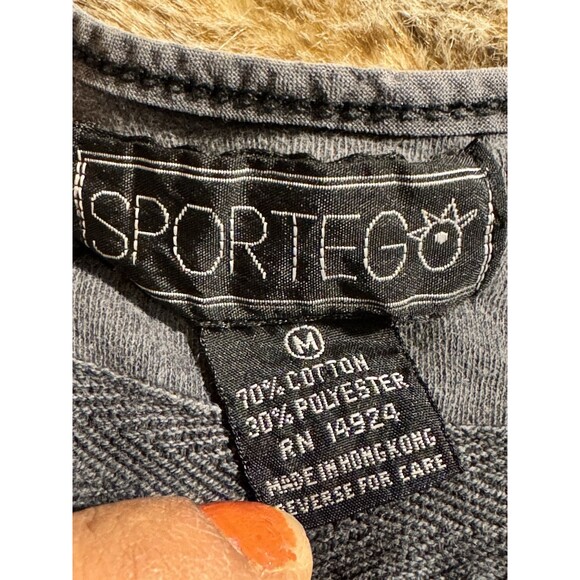 SPORTEGO
M
70% COTTON
30% POLYESTER
RN 14924
MADE IN HONG KONG
REVERSE FOR CARE